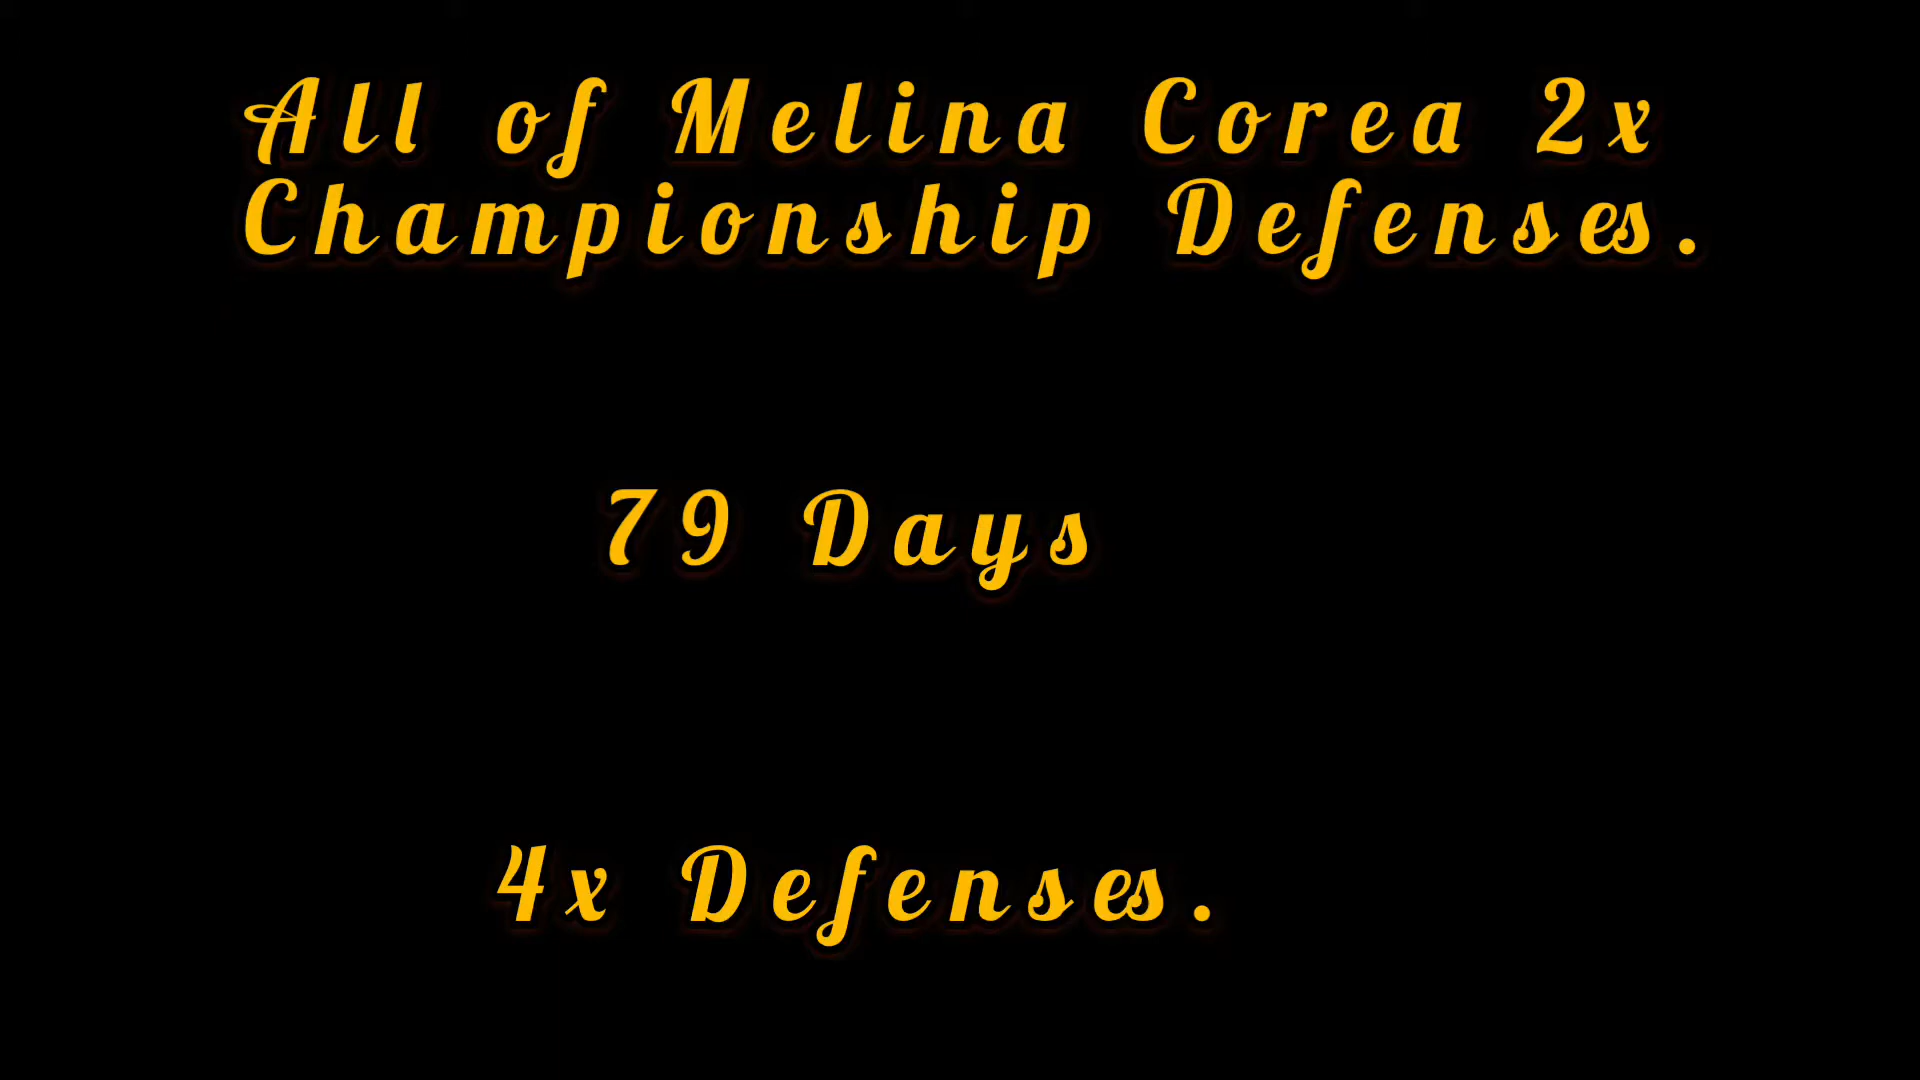 All of Melina Corea 2x
Championship Defenses.
79 Days
4x Defenses.